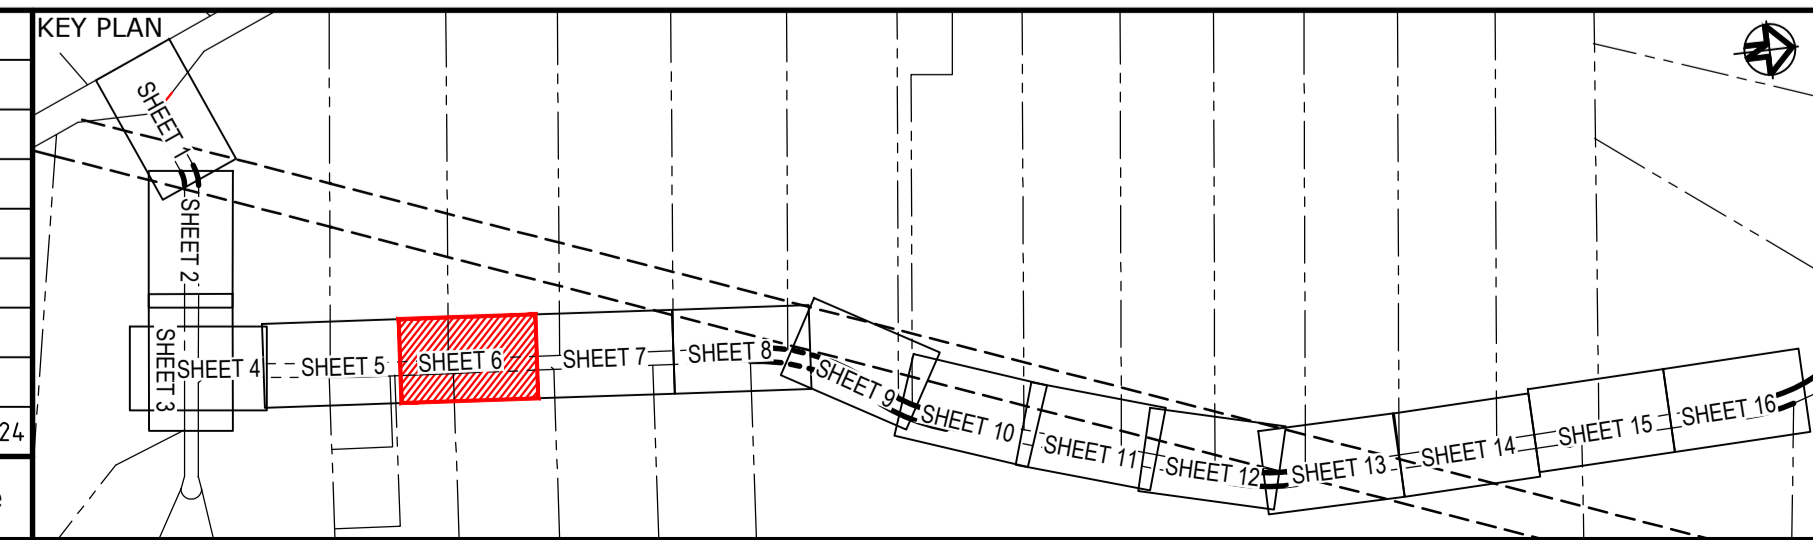 KEY PLAN
N
SHEET 1
SHEET 2
SHEET 3
SHEET 4
SHEET 5
SHEET 6
SHEET 7
SHEET 8
SHEET 9
SHEET 10
SHEET 11
SHEET 12
SHEET 13
SHEET 14
SHEET 15
SHEET 16
24